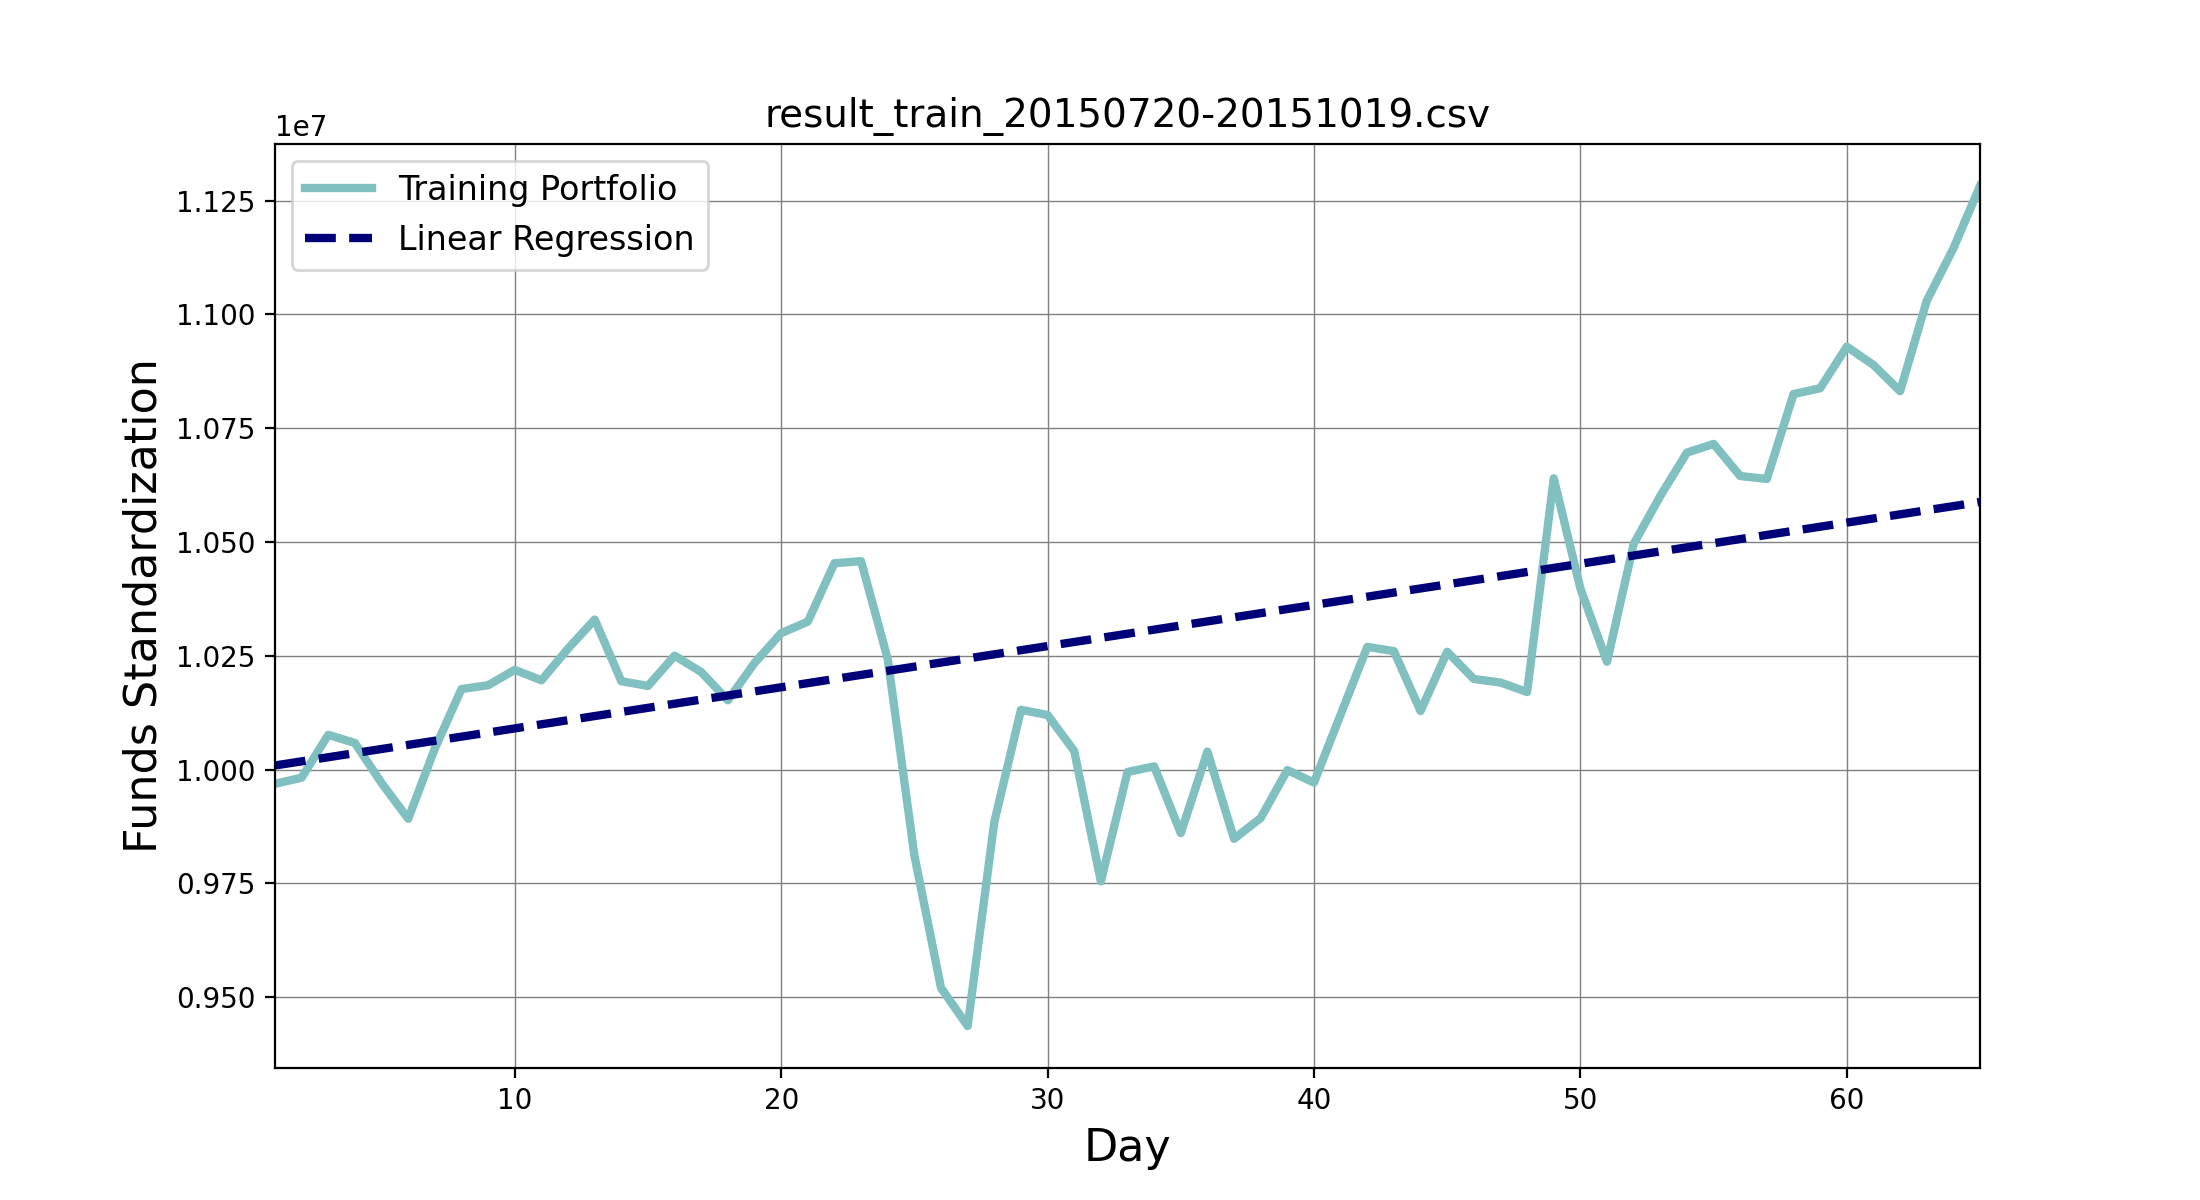 result_train_20150720-20151019.csv
1e7
Training Portfolio
Linear Regression
1.125
1.100
1.075
1.050
1.025
1.000
0.975
0.950
Funds Standardization
10 20 30 40 50 60
Day